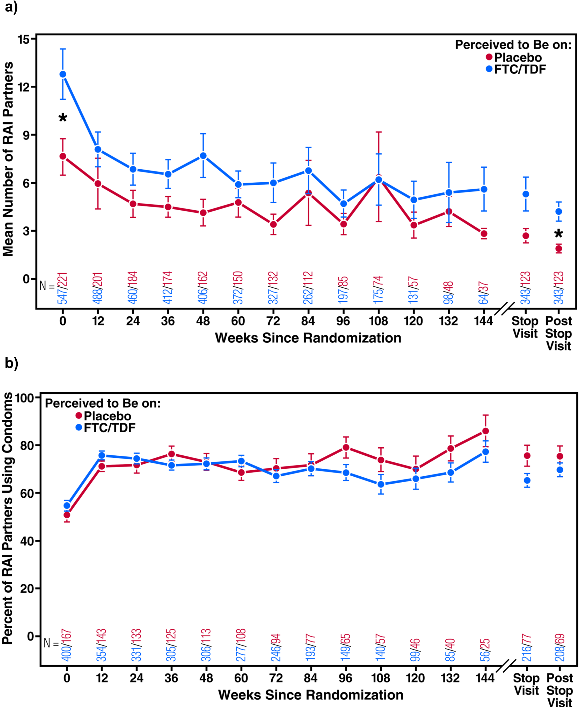 a)
Mean Number of RAI Partners
15
12
9
6
3
0
Perceived to Be on:
Placebo
FTC/TDF
*
*
N = 547/221 488/201 460/184 412/174 406/162 372/150 327/132 262/112 197/85 175/74 131/57 96/48 64/37 343/123 343/123
0 12 24 36 48 60 72 84 96 108 120 132 144 Stop Visit Post Stop Visit
Weeks Since Randomization
b)
Percent of RAI Partners Using Condoms
100
80
60
40
20
0
Perceived to Be on:
Placebo
FTC/TDF
N = 400/167 354/143 331/133 305/125 306/113 277/108 246/94 193/77 149/65 140/57 99/46 85/40 56/25 216/77 208/69
0 12 24 36 48 60 72 84 96 108 120 132 144 Stop Visit Post Stop Visit
Weeks Since Randomization